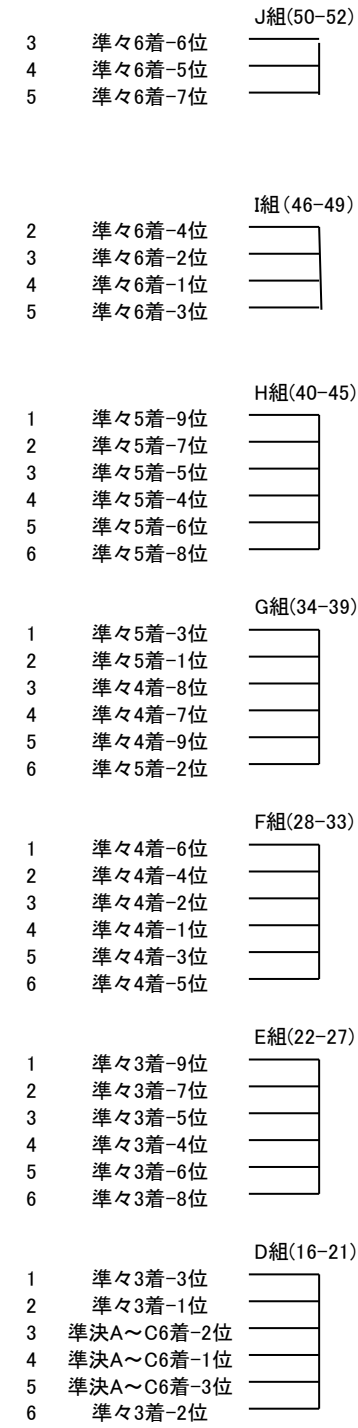 J組(50-52)
3 準々6着-6位
4 準々6着-5位
5 準々6着-7位
I組(46-49)
2 準々6着-4位
3 準々6着-2位
4 準々6着-1位
5 準々6着-3位
H組(40-45)
1 準々5着-9位
2 準々5着-7位
3 準々5着-5位
4 準々5着-4位
5 準々5着-6位
6 準々5着-8位
G組(34-39)
1 準々5着-3位
2 準々5着-1位
3 準々4着-8位
4 準々4着-7位
5 準々4着-9位
6 準々5着-2位
F組(28-33)
1 準々4着-6位
2 準々4着-4位
3 準々4着-2位
4 準々4着-1位
5 準々4着-3位
6 準々4着-5位
E組(22-27)
1 準々3着-9位
2 準々3着-7位
3 準々3着-5位
4 準々3着-4位
5 準々3着-6位
6 準々3着-8位
D組(16-21)
1 準々3着-3位
2 準々3着-1位
3 準決A～C6着-2位
4 準決A～C6着-1位
5 準決A～C6着-3位
6 準々3着-2位